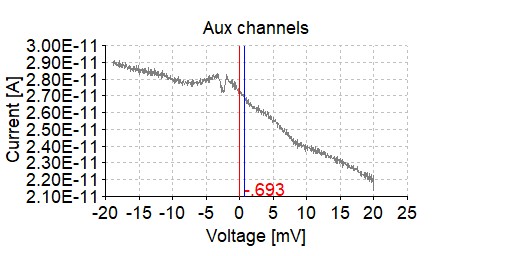 Aux channels
Current [A]
3.00E-11
2.90E-11
2.80E-11
2.70E-11
2.60E-11
2.50E-11
2.40E-11
2.30E-11
2.20E-11
2.10E-11
-.693
-20 -15 -10 -5 0 5 10 15 20 25
Voltage [mV]